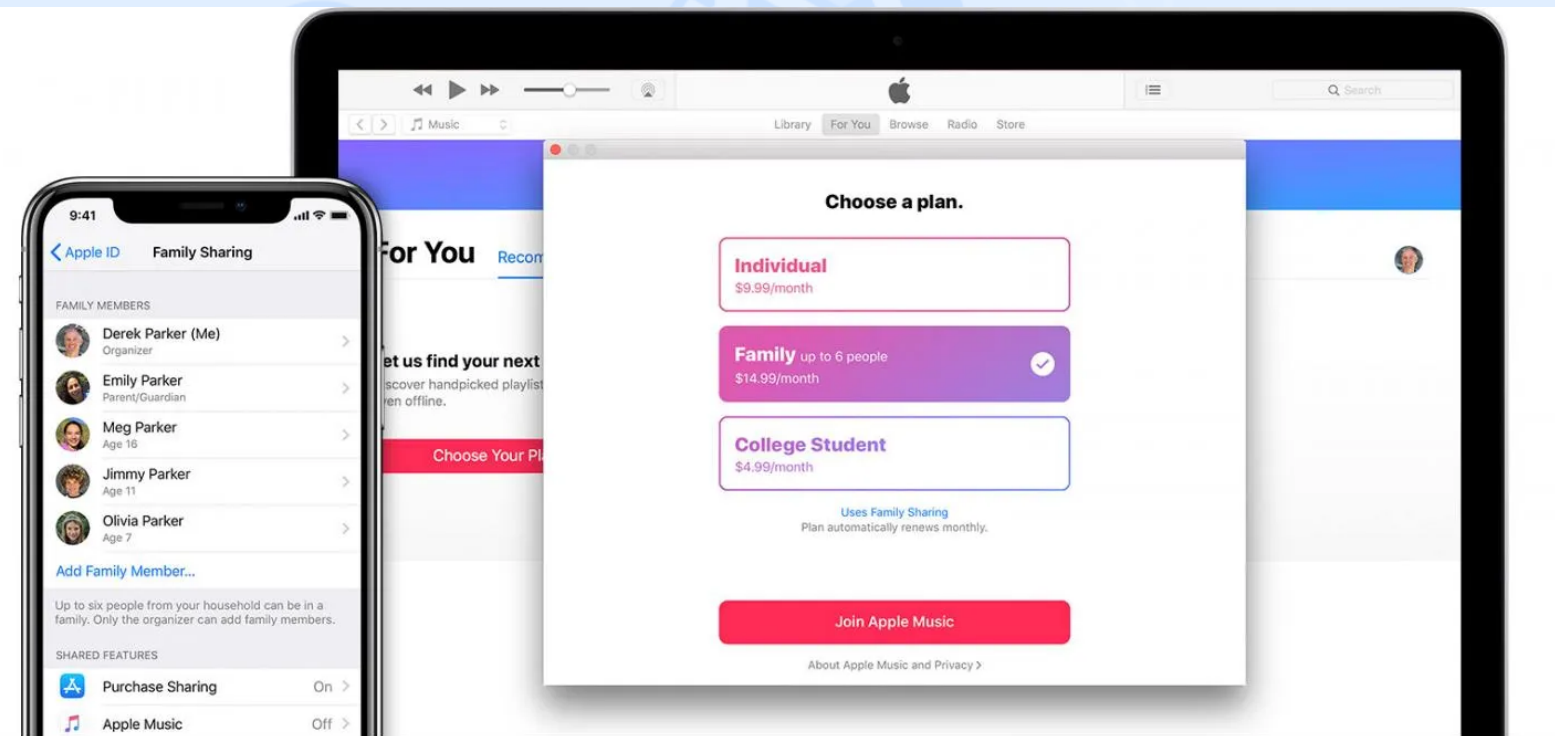 9:41
Apple ID
Family Sharing
FAMILY MEMBERS
Derek Parker (Me)
Organizer
Emily Parker
Parent/Guardian
Meg Parker
Age 16
Jimmy Parker
Age 11
Olivia Parker
Age 7
Add Family Member...
Up to six people from your household can be in a
family. Only the organizer can add family members.
SHARED FEATURES
Purchase Sharing On
Apple Music Off
Search
Music
Library For You Browse Radio Store
For You Recom
et us find your next
scover handpicked playlist
en offline.
Choose Your Pl
Choose a plan.
Individual
$9.99/month
Family up to 6 people
$14.99/month
College Student
$4.99/month
Uses Family Sharing
Plan automatically renews monthly.
Join Apple Music
About Apple Music and Privacy >